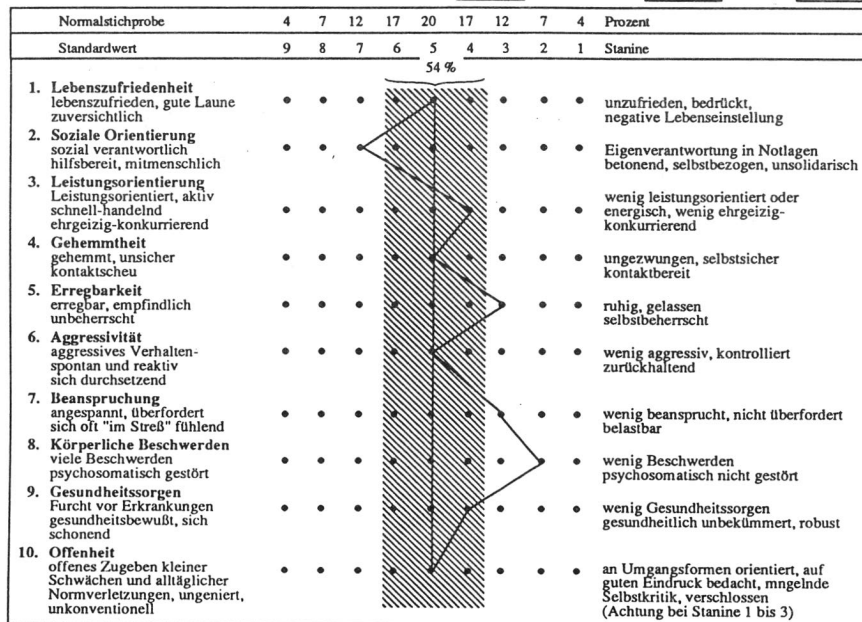 Normalstichprobe 4 7 12 17 20 17 12 7 4 Prozent
Standardwert 9 8 7 6 5 4 3 2 1 Stanine
54 %
1. Lebenszufriedenheit
lebenszufrieden, gute Laune
zuversichtlich
unzufrieden, bedrückt,
negative Lebenseinstellung
2. Soziale Orientierung
sozial verantwortlich
hilfsbereit, mitmenschlich
Eigenverantwortung in Notlagen
betonend, selbstbezogen, unsolidarisch
3. Leistungsorientierung
Leistungsorientiert, aktiv
schnell-handelnd
ehrgeizig-konkurrierend
wenig leistungsorientiert oder
energisch, wenig ehrgeizig-
konkurrierend
4. Gehemmtheit
gehemmt, unsicher
kontaktscheu
ungezwungen, selbstsicher
kontaktbereit
5. Erregbarkeit
erregbar, empfindlich
unbeherrscht
ruhig, gelassen
selbstbeherrscht
6. Aggressivität
aggressives Verhalten-
spontan und reaktiv
sich durchsetzend
wenig aggressiv, kontrolliert
zurückhaltend
7. Beanspruchung
angespannt, überfordert
sich oft "im Streß" fühlend
wenig beansprucht, nicht überfordert
belastbar
8. Körperliche Beschwerden
viele Beschwerden
psychosomatisch gestört
wenig Beschwerden
psychosomatisch nicht gestört
9. Gesundheitssorgen
Furcht vor Erkrankungen
gesundheitsbewußt, sich
schonend
wenig Gesundheitssorgen
gesundheitlich unbekümmert, robust
10. Offenheit
offenes Zugeben kleiner
Schwächen und alltäglicher
Normverletzungen, ungeniert,
unkonventionell
an Umgangsformen orientiert, auf
guten Eindruck bedacht, mngelnde
Selbstkritik, verschlossen
(Achtung bei Stanine 1 bis 3)